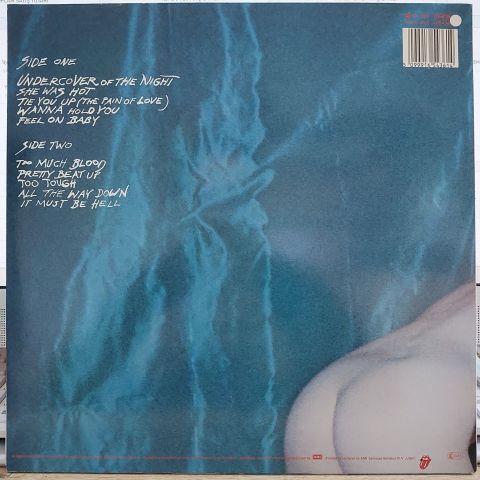 SIDE ONE
UNDERCOVER OF THE NIGHT
SHE WAS HOT
TIE YOU UP (THE PAIN OF LOVE)
WANNA HOLD YOU
FEEL ON BABY
SIDE TWO
TOO MUCH BLOOD
PRETTY BEAT UP
TOO TOUGH
ALL THE WAY DOWN
IT MUST BE HELL